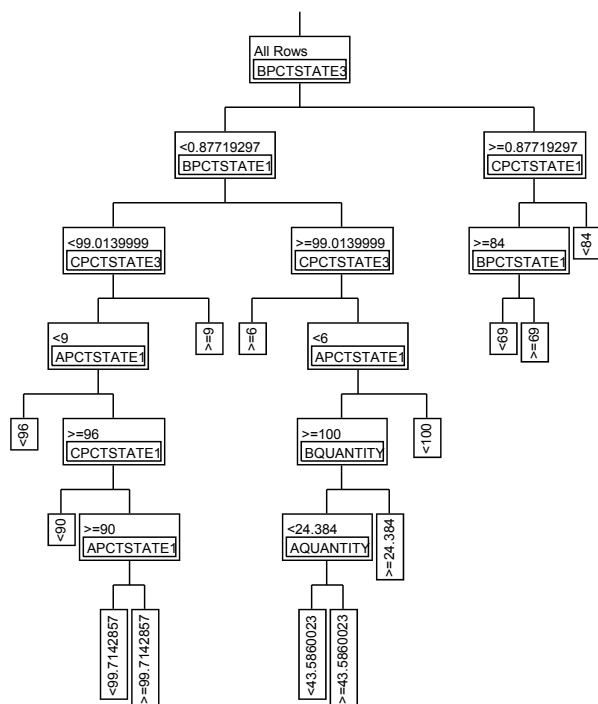 All Rows
BPCTSTATE3
<0.87719297
BPCTSTATE1
>=0.87719297
CPCTSTATE1
<99.0139999
CPCTSTATE3
>=99.0139999
CPCTSTATE3
>=84
BPCTSTATE1
<84
<9
APCTSTATE1
>=9
>=6
<6
APCTSTATE1
<69
>=69
<96
>=96
CPCTSTATE1
>=100
BQUANTITY
<100
<90
>=90
APCTSTATE1
<24.384
AQUANTITY
>=24.384
<99.7142857
>=99.7142857
<43.5860023
>=43.5860023